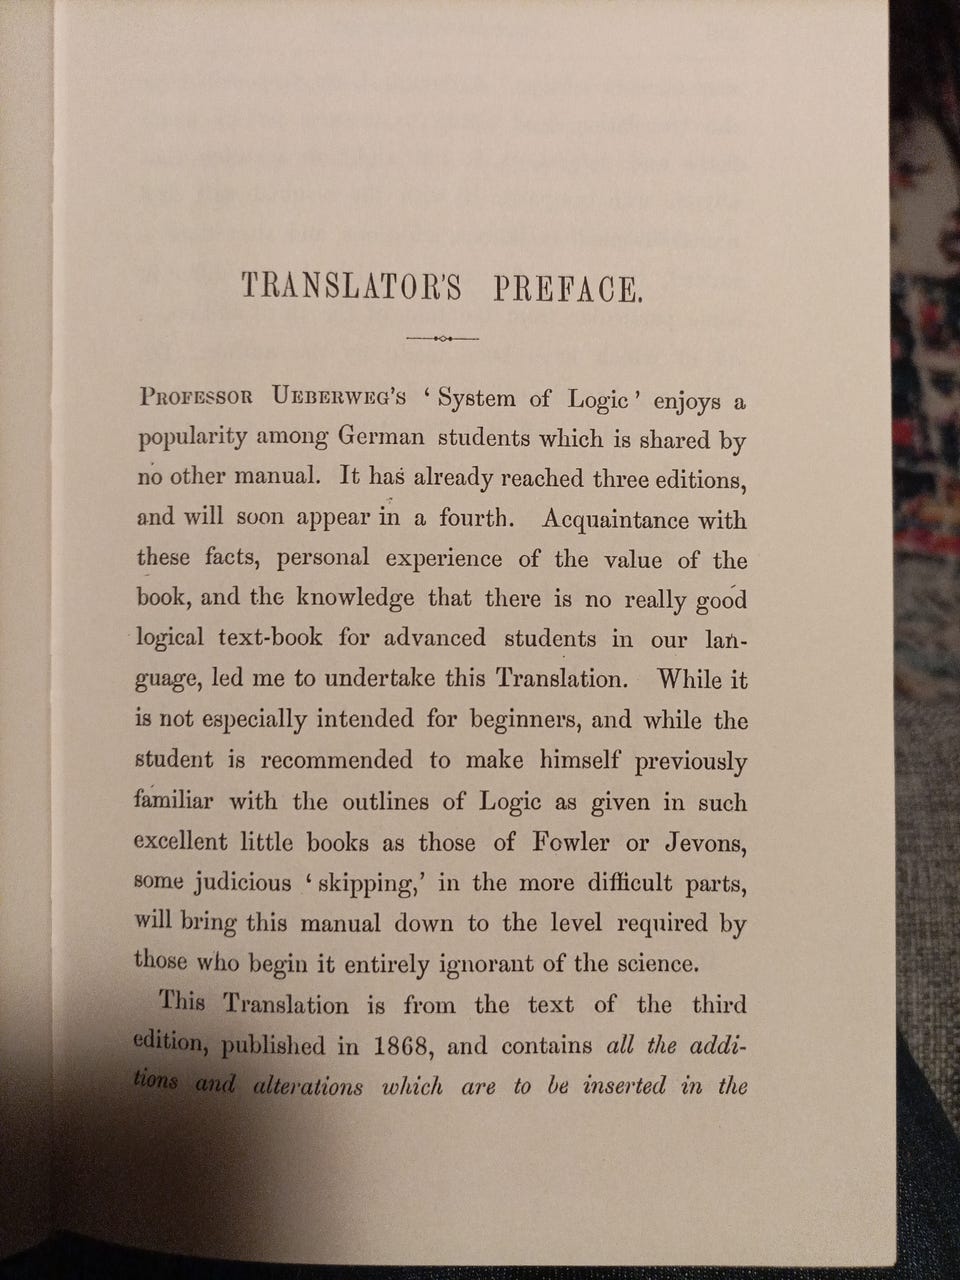 TRANSLATOR'S PREFACE.
PROFESSOR UEBERWEG'S ‘System of Logic’ enjoys a
popularity among German students which is shared by
no other manual. It has already reached three editions,
and will soon appear in a fourth. Acquaintance with
these facts, personal experience of the value of the
book, and the knowledge that there is no really good
logical text-book for advanced students in our lan-
guage, led me to undertake this Translation. While it
is not especially intended for beginners, and while the
student is recommended to make himself previously
familiar with the outlines of Logic as given in such
excellent little books as those of Fowler or Jevons,
some judicious ‘skipping,’ in the more difficult parts,
will bring this manual down to the level required by
those who begin it entirely ignorant of the science.
This Translation is from the text of the third
edition, published in 1868, and contains all the addi-
tions and alterations which are to be inserted in the